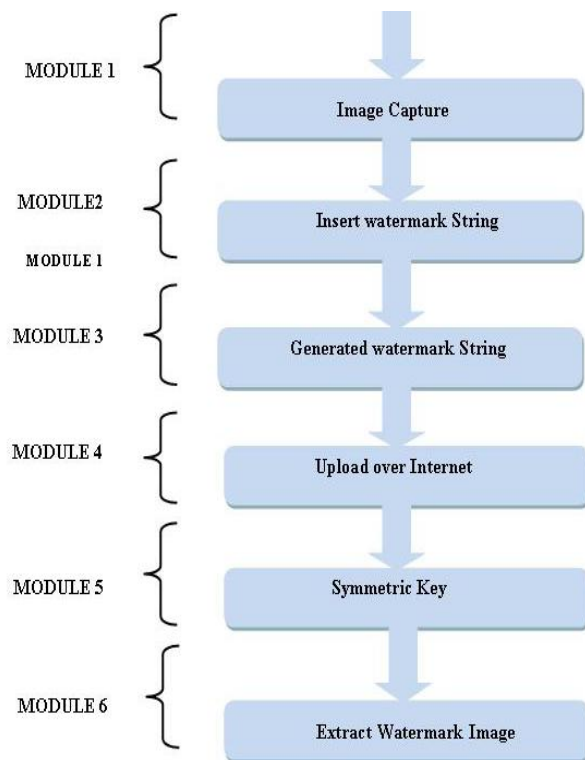 MODULE 1
Image Capture
MODULE2
Insert watermark String
MODULE 1
MODULE 3
Generated watermark String
MODULE 4
Upload over Internet
MODULE 5
Symmetric Key
MODULE 6
Extract Watermark Image